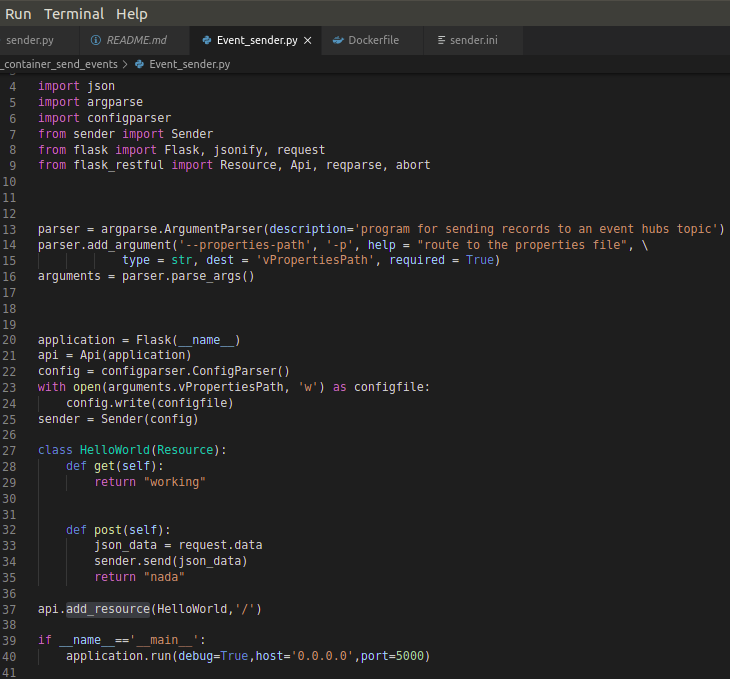 Run Terminal Help
sender.py README.md Event_sender.py × Dockerfile sender.ini
_container_send_events > Event_sender.py
4 import json
5 import argparse
6 import configparser
7 from sender import Sender
8 from flask import Flask, jsonify, request
9 from flask_restful import Resource, Api, reqparse, abort
10
11
12
13 parser = argparse.ArgumentParser(description='program for sending records to an event hubs topic')
14 parser.add_argument('--properties-path', '-p', help = "route to the properties file", \
15 type = str, dest = 'vPropertiesPath', required = True)
16 arguments = parser.parse_args()
17
18
19
20 application = Flask(__name__)
21 api = Api(application)
22 config = configparser.ConfigParser()
23 with open(arguments.vPropertiesPath, 'w') as configfile:
24 config.write(configfile)
25 sender = Sender(config)
26
27 class HelloWorld(Resource):
28 def get(self):
29 return "working"
30
31
32 def post(self):
33 json_data = request.data
34 sender.send(json_data)
35 return "nada"
36
37 api.add_resource(HelloWorld,'/')
38
39 if __name__=='__main__':
40 application.run(debug=True,host='0.0.0.0',port=5000)
41